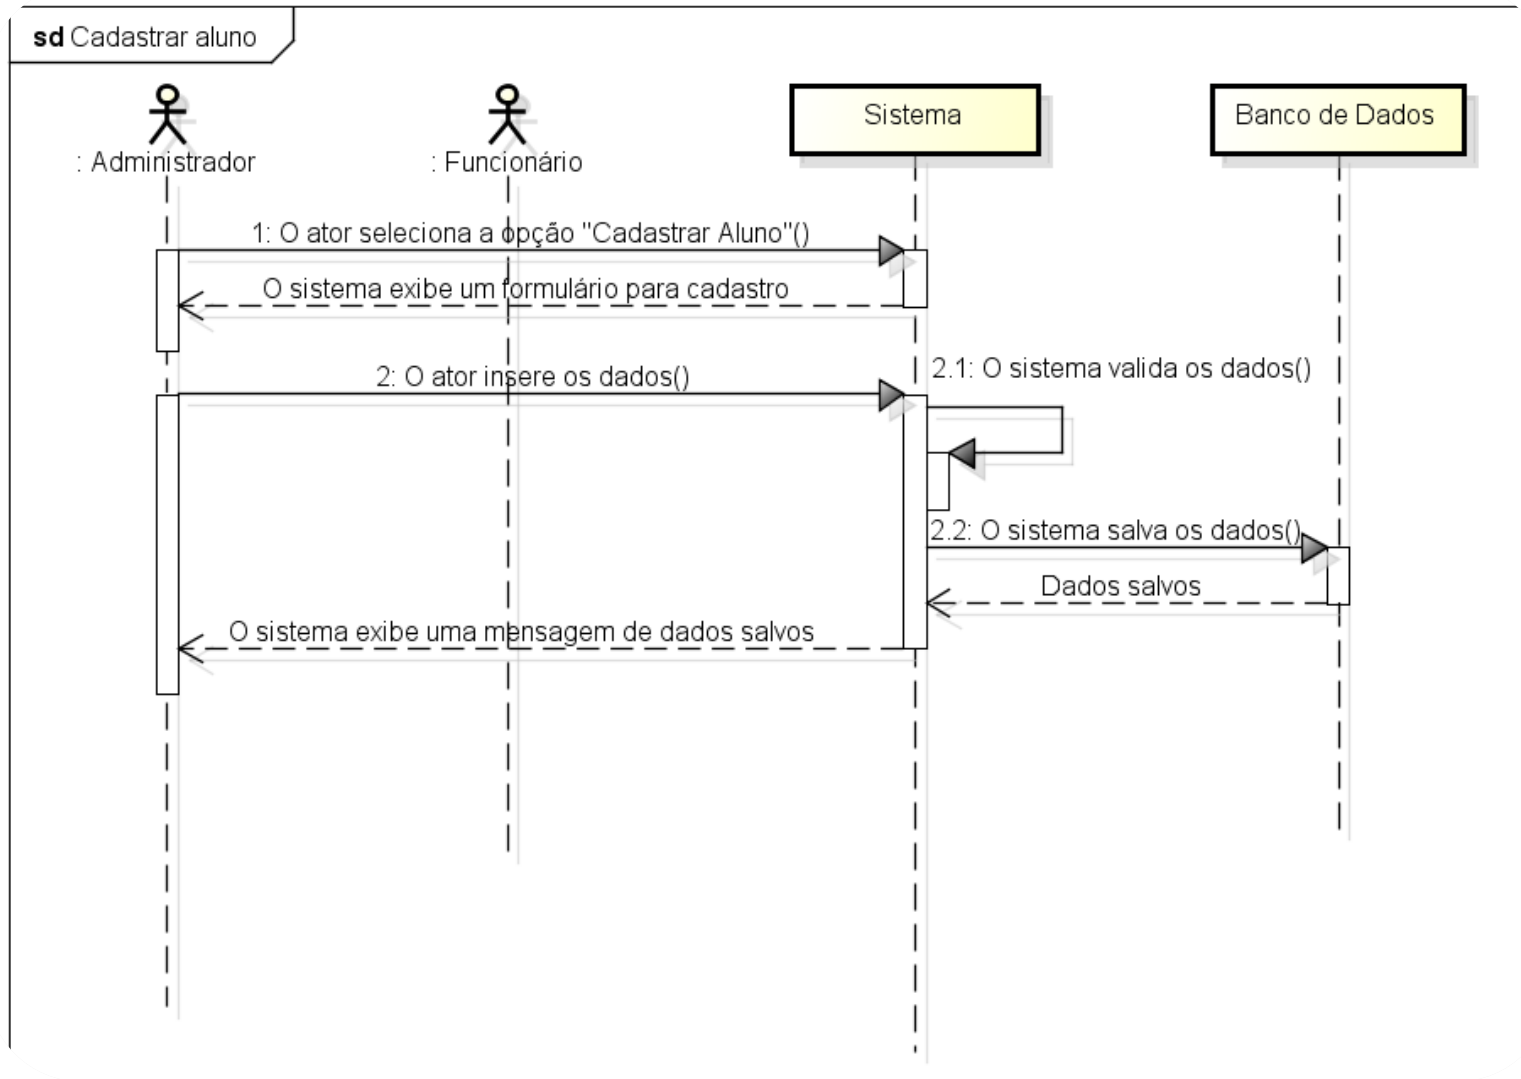 sd Cadastrar aluno
: Administrador
: Funcionário
Sistema
Banco de Dados
1: O ator seleciona a opção "Cadastrar Aluno"()
O sistema exibe um formulário para cadastro
2: O ator insere os dados()
2.1: O sistema valida os dados()
2.2: O sistema salva os dados()
Dados salvos
O sistema exibe uma mensagem de dados salvos